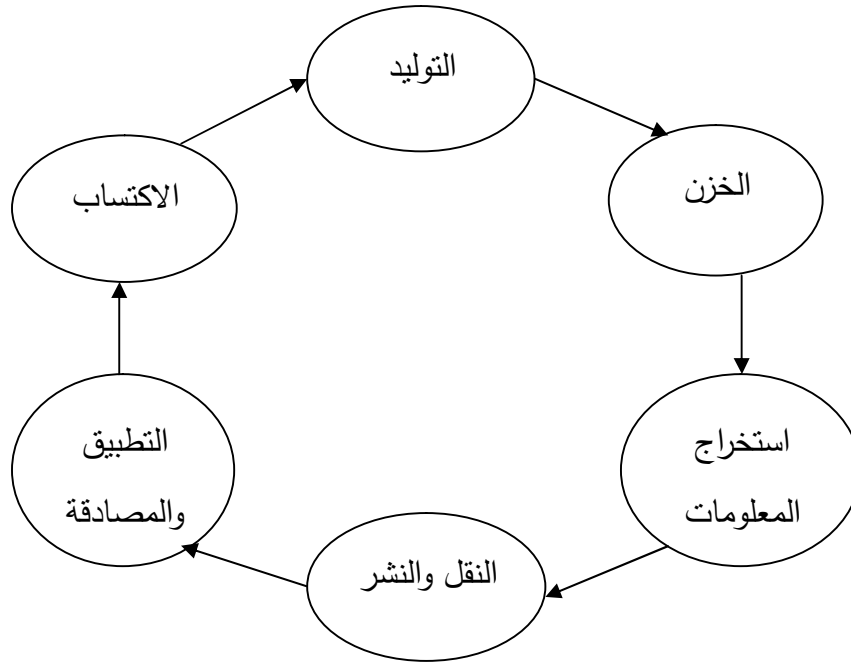 التوليد
الخزن
استخراج
المعلومات
النقل والنشر
التطبيق
والمصادقة
الاكتساب